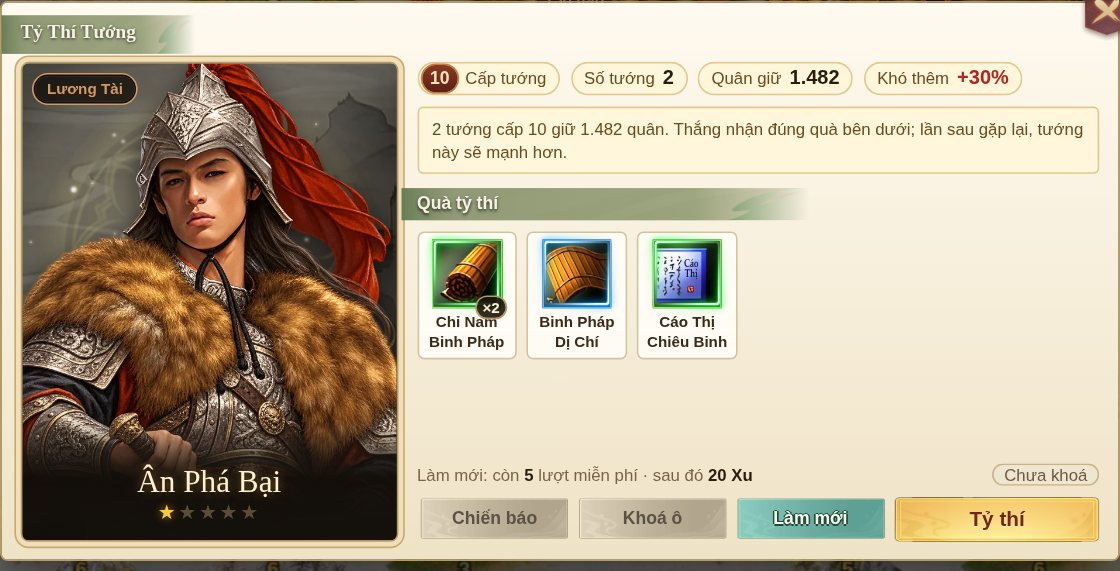 Tỷ Thí Tướng
Lương Tài
10 Cấp tướng
Số tướng 2
Quân giữ 1.482
Khó thêm +30%
2 tướng cấp 10 giữ 1.482 quân. Thắng nhận đúng quà bên dưới; lần sau gặp lại, tướng
này sẽ mạnh hơn.
Quà tỷ thí
Cáo
Thị
×2
Chỉ Nam
Binh Pháp
Binh Pháp
Dị Chí
Cáo Thị
Chiêu Binh
Ân Phá Bại
Làm mới: còn 5 lượt miễn phí · sau đó 20 Xu
Chưa khoá
Chiến báo
Khoá ô
Làm mới
Tỷ thí